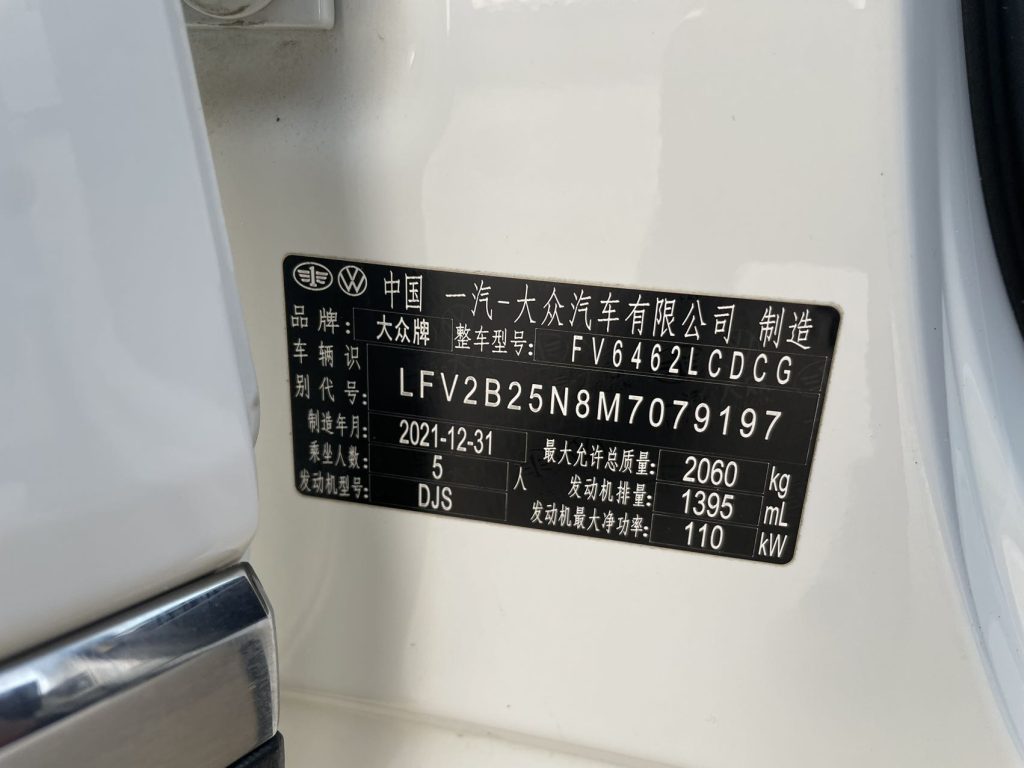 中国 一汽-大众汽车有限公司 制造
品牌: 大众牌 整车型号: FV6462LCDCG
车辆识别代号: LFV2B25N8M7079197
制造年月: 2021-12-31
乘坐人数: 5 人
发动机型号: DJS
最大允许总质量: 2060 kg
发动机排量: 1395 mL
发动机最大净功率: 110 kW